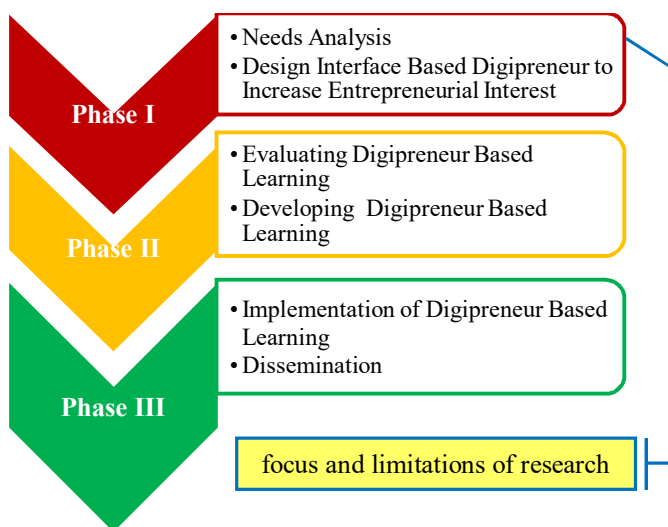 Phase I
• Needs Analysis
• Design Interface Based Digipreneur to
Increase Entrepreneurial Interest
Phase II
• Evaluating Digipreneur Based
Learning
• Developing Digipreneur Based
Learning
Phase III
• Implementation of Digipreneur Based
Learning
• Dissemination
focus and limitations of research